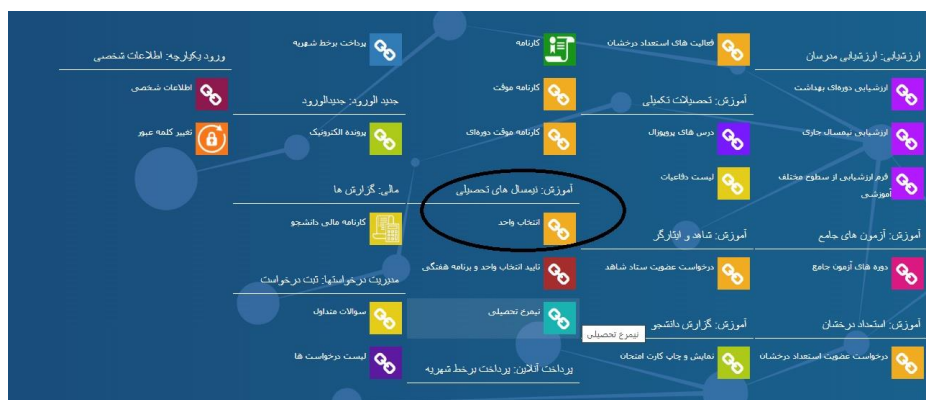 ارزشیابی: ارزشیابی مدرسان
ارزشیابی دورهای بهداشت
ارزشیابی نیمسال جاری
فرم ارزشیابی از سطوح مختلف
آموزشی
آموزش: آزمون های جامع
دوره های آزمون جامع
آموزش: استعداد درخشان
درخواست عضویت استعداد درخشان
فعالیت های استعداد درخشان
آموزش: تحصیلات تکمیلی
درس های پروپوزال
لیست دفاعیات
آموزش: شاهد و ایثارگر
درخواست عضویت ستاد شاهد
آموزش: گزارش دانشجو
نمایش و چاپ کارت امتحان
کارنامه
کارنامه موقت
کارنامه موقت دورهای
آموزش: نیمسال های تحصیلی
انتخاب واحد
تایید انتخاب واحد و برنامه هفتگی
نیمرخ تحصیلی
نیمرخ تحصیلی
پرداخت آنلاین: پرداخت برخط شهریه
پرداخت برخط شهریه
جدید الورود: جدیدالورود
پرونده الکترونیک
مالی: گزارش ها
کارنامه مالی دانشجو
مدیریت درخواستها: ثبت درخواست
سوالات متداول
لیست درخواست ها
ورود یکپارچه: اطلاعات شخصی
اطلاعات شخصی
تغییر کلمه عبور